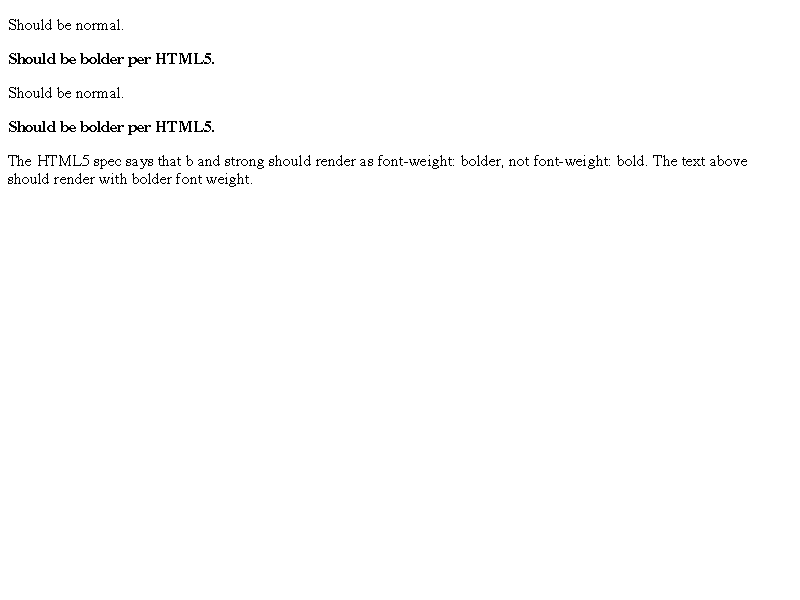 Should be normal.
Should be bolder per HTML5.
Should be normal.
Should be bolder per HTML5.
The HTML5 spec says that b and strong should render as font-weight: bolder, not font-weight: bold. The text above
should render with bolder font weight.